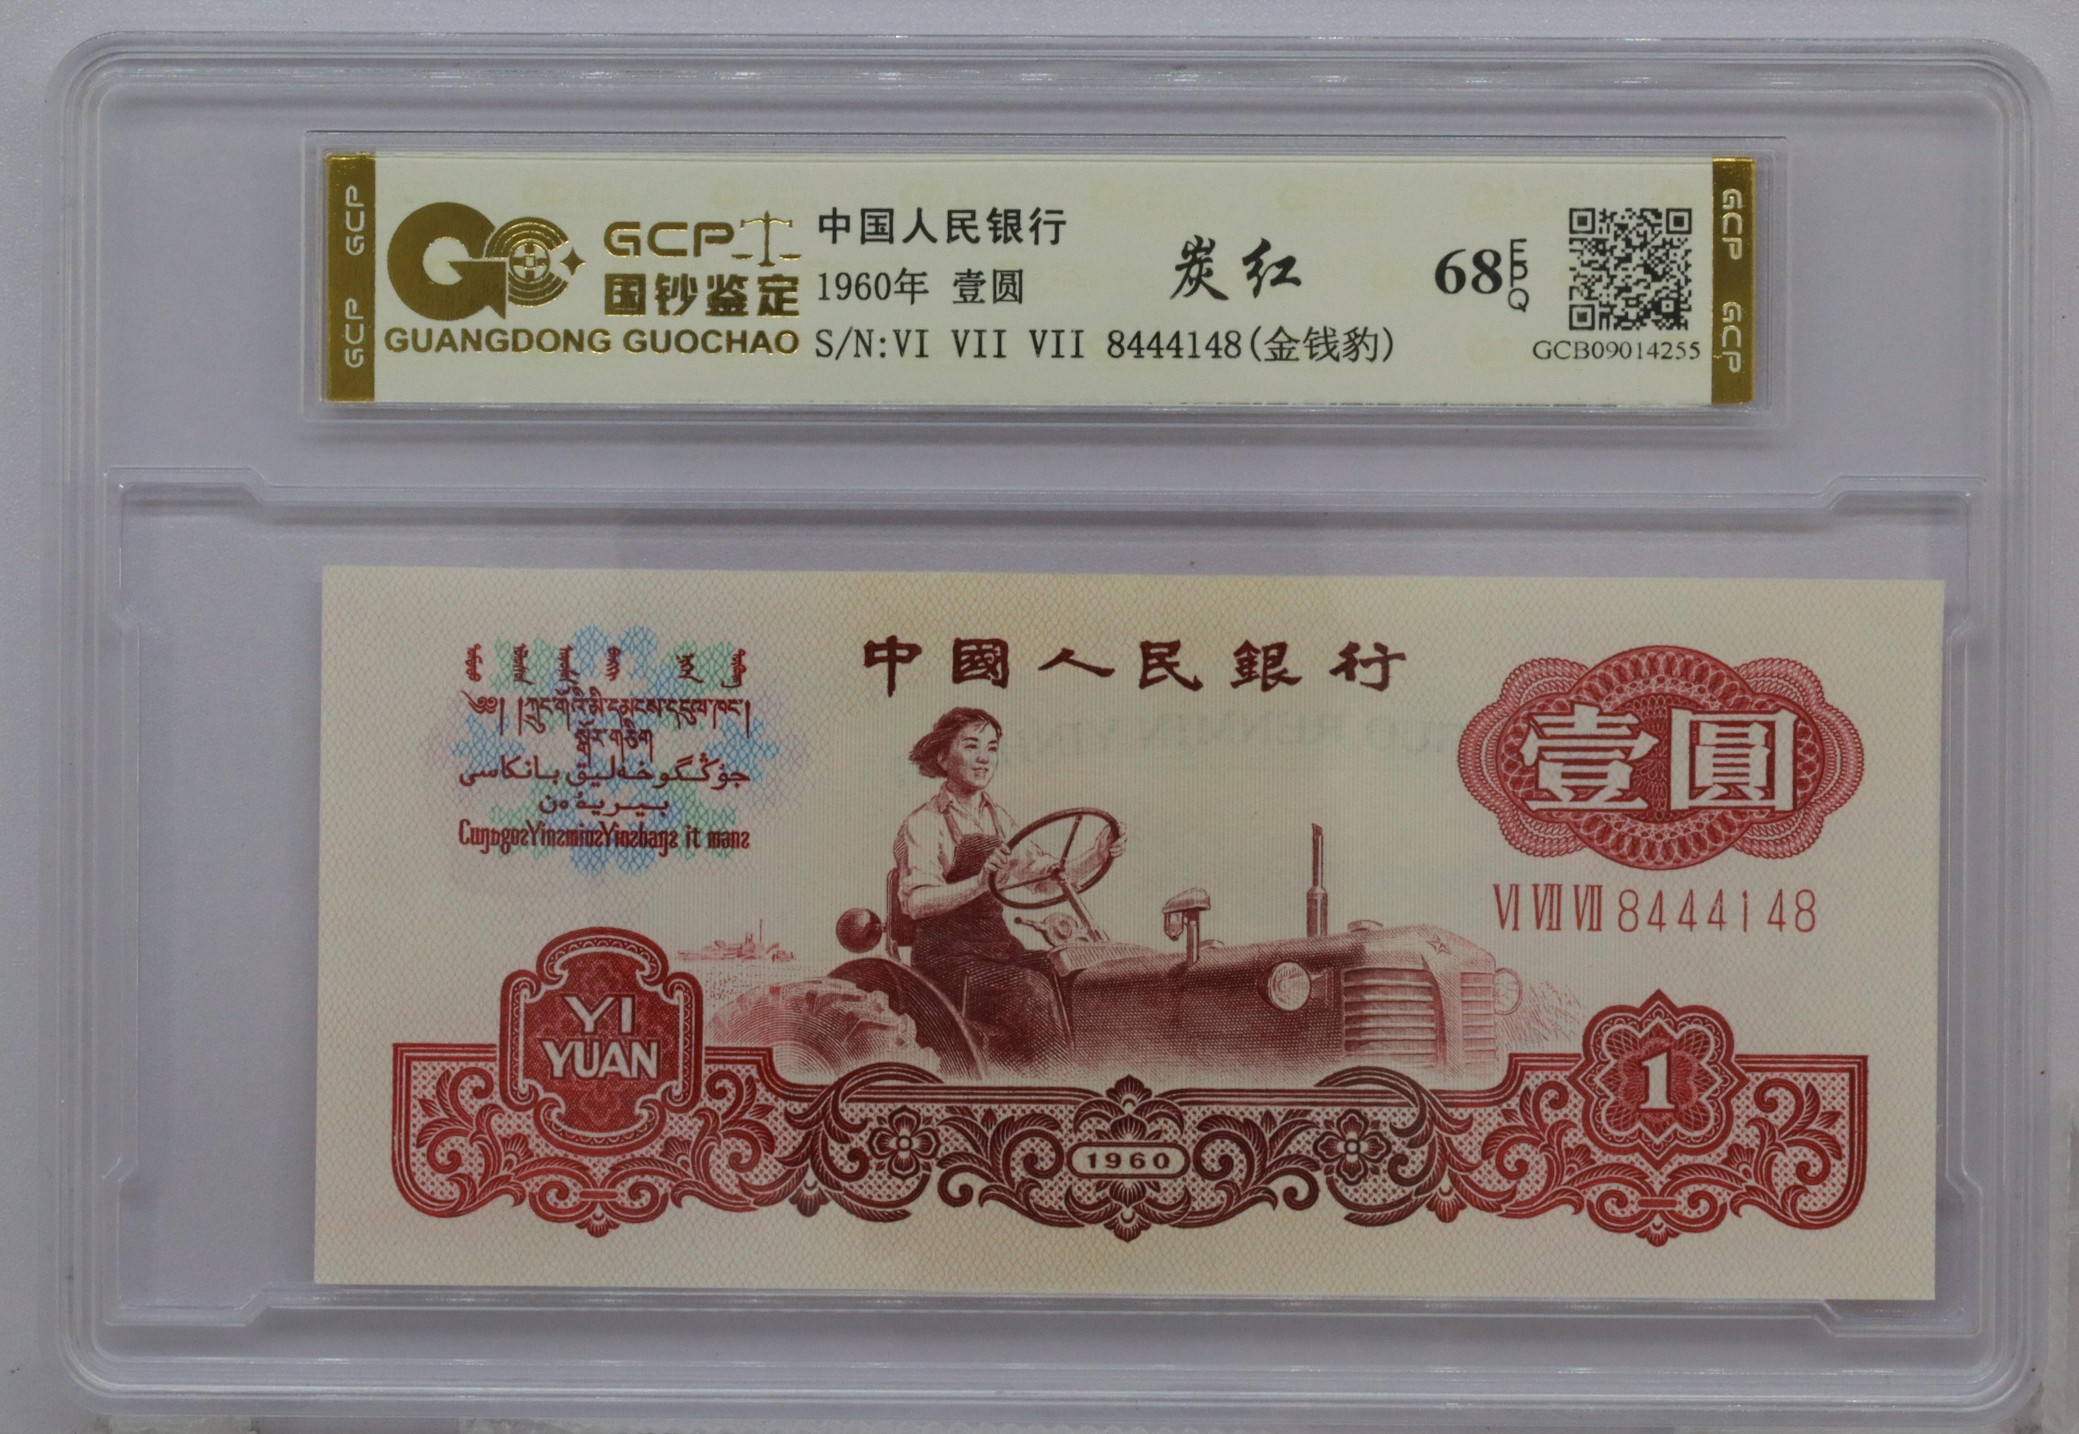 GCP
GCP
GCP
国钞鉴定
GUANGDONG GUOCHAO
中国人民银行
1960年 壹圆
S/N:VI VII VII 8444148(金钱豹)
炭红
68 EPQ
GCB09014255
GCP
GCP
中國人民銀行
壹圓
VI VII VII 8444148
YI
YUAN
1960
1